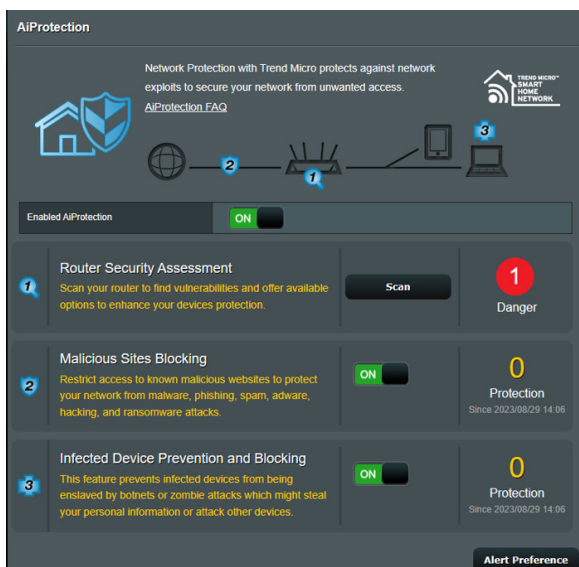 AiProtection
Network Protection with Trend Micro protects against network
exploits to secure your network from unwanted access.
AiProtection FAQ
TREND MICRO™
SMART
HOME
NETWORK
3
2
1
Enabled AiProtection
ON
1
Router Security Assessment
Scan your router to find vulnerabilities and offer available
options to enhance your devices protection.
Scan
1
Danger
2
Malicious Sites Blocking
Restrict access to known malicious websites to protect
your network from malware, phishing, spam, adware,
hacking, and ransomware attacks.
ON
0
Protection
Since 2023/08/29 14:06
3
Infected Device Prevention and Blocking
This feature prevents infected devices from being
enslaved by botnets or zombie attacks which might steal
your personal information or attack other devices.
ON
0
Protection
Since 2023/08/29 14:06
Alert Preference